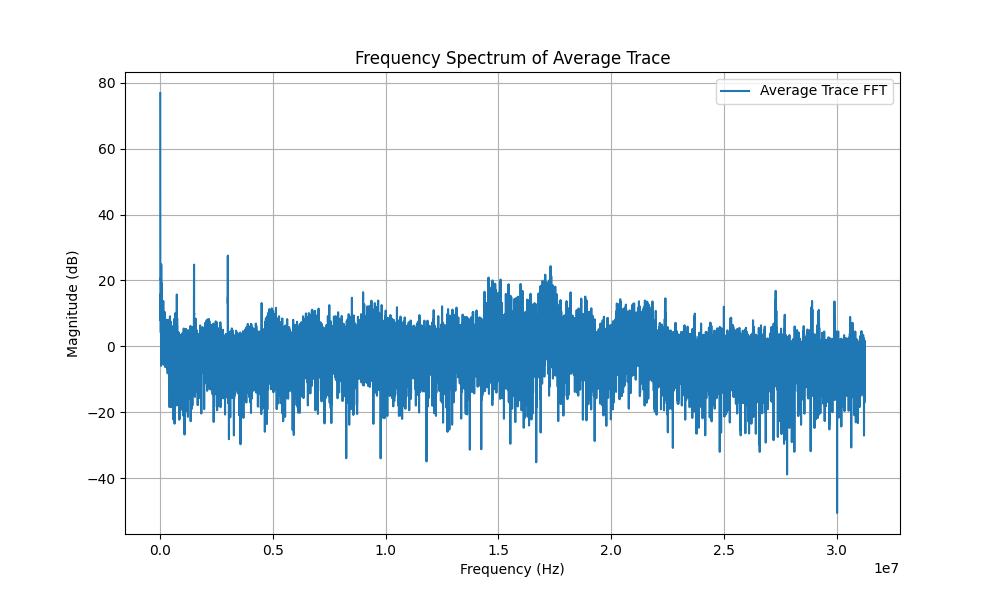 Frequency Spectrum of Average Trace
Average Trace FFT
Magnitude (dB)
80
60
40
20
0
−20
−40
0.0 0.5 1.0 1.5 2.0 2.5 3.0
1e7
Frequency (Hz)